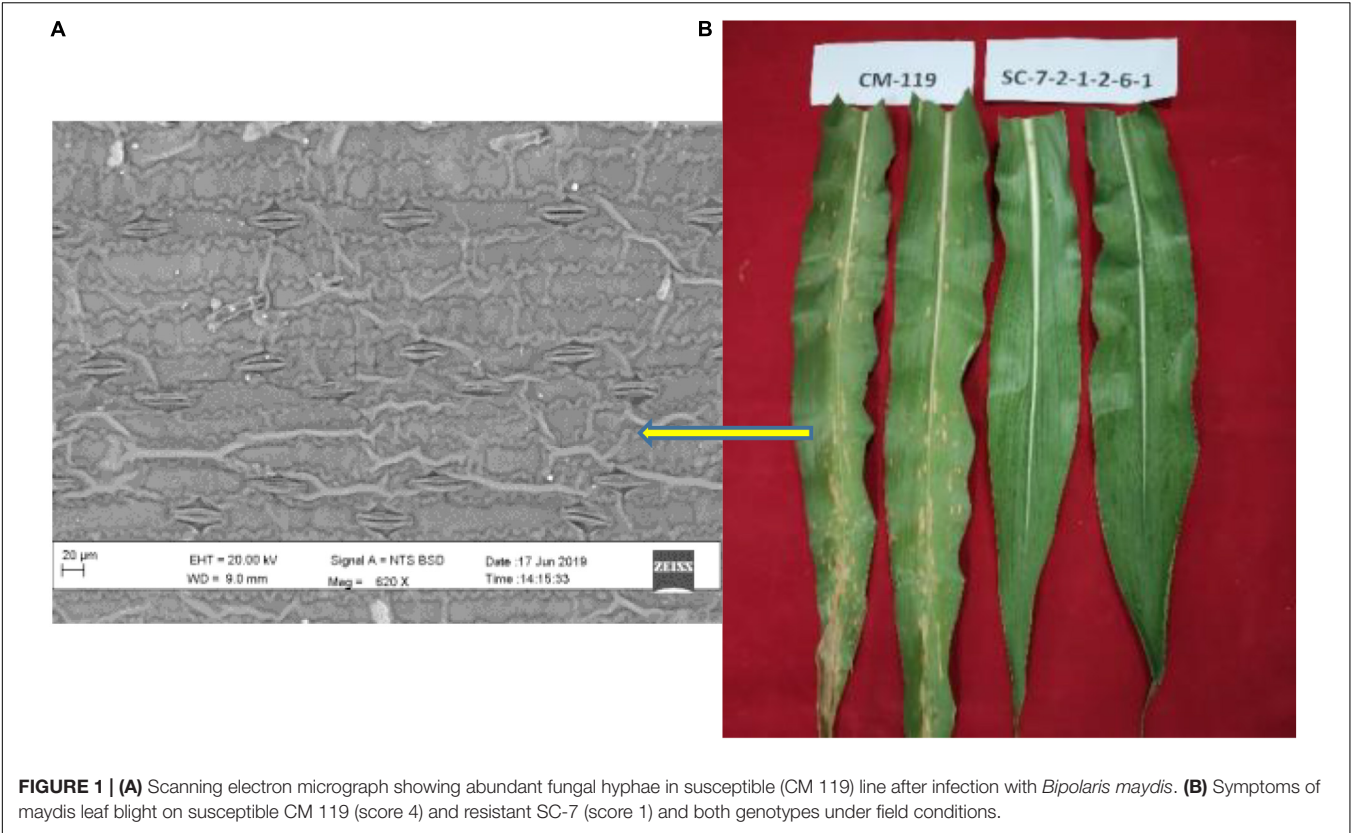 A
B
CM-119
SC-7-2-1-2-6-1
20 µm
EHT = 20.00 kV
Signal A = NTS BSD
Date :17 Jun 2019
WD = 9.0 mm
Mag = 620 X
Time :14:15:33
ZEISS
FIGURE 1 | (A) Scanning electron micrograph showing abundant fungal hyphae in susceptible (CM 119) line after infection with Bipolaris maydis. (B) Symptoms of
maydis leaf blight on susceptible CM 119 (score 4) and resistant SC-7 (score 1) and both genotypes under field conditions.